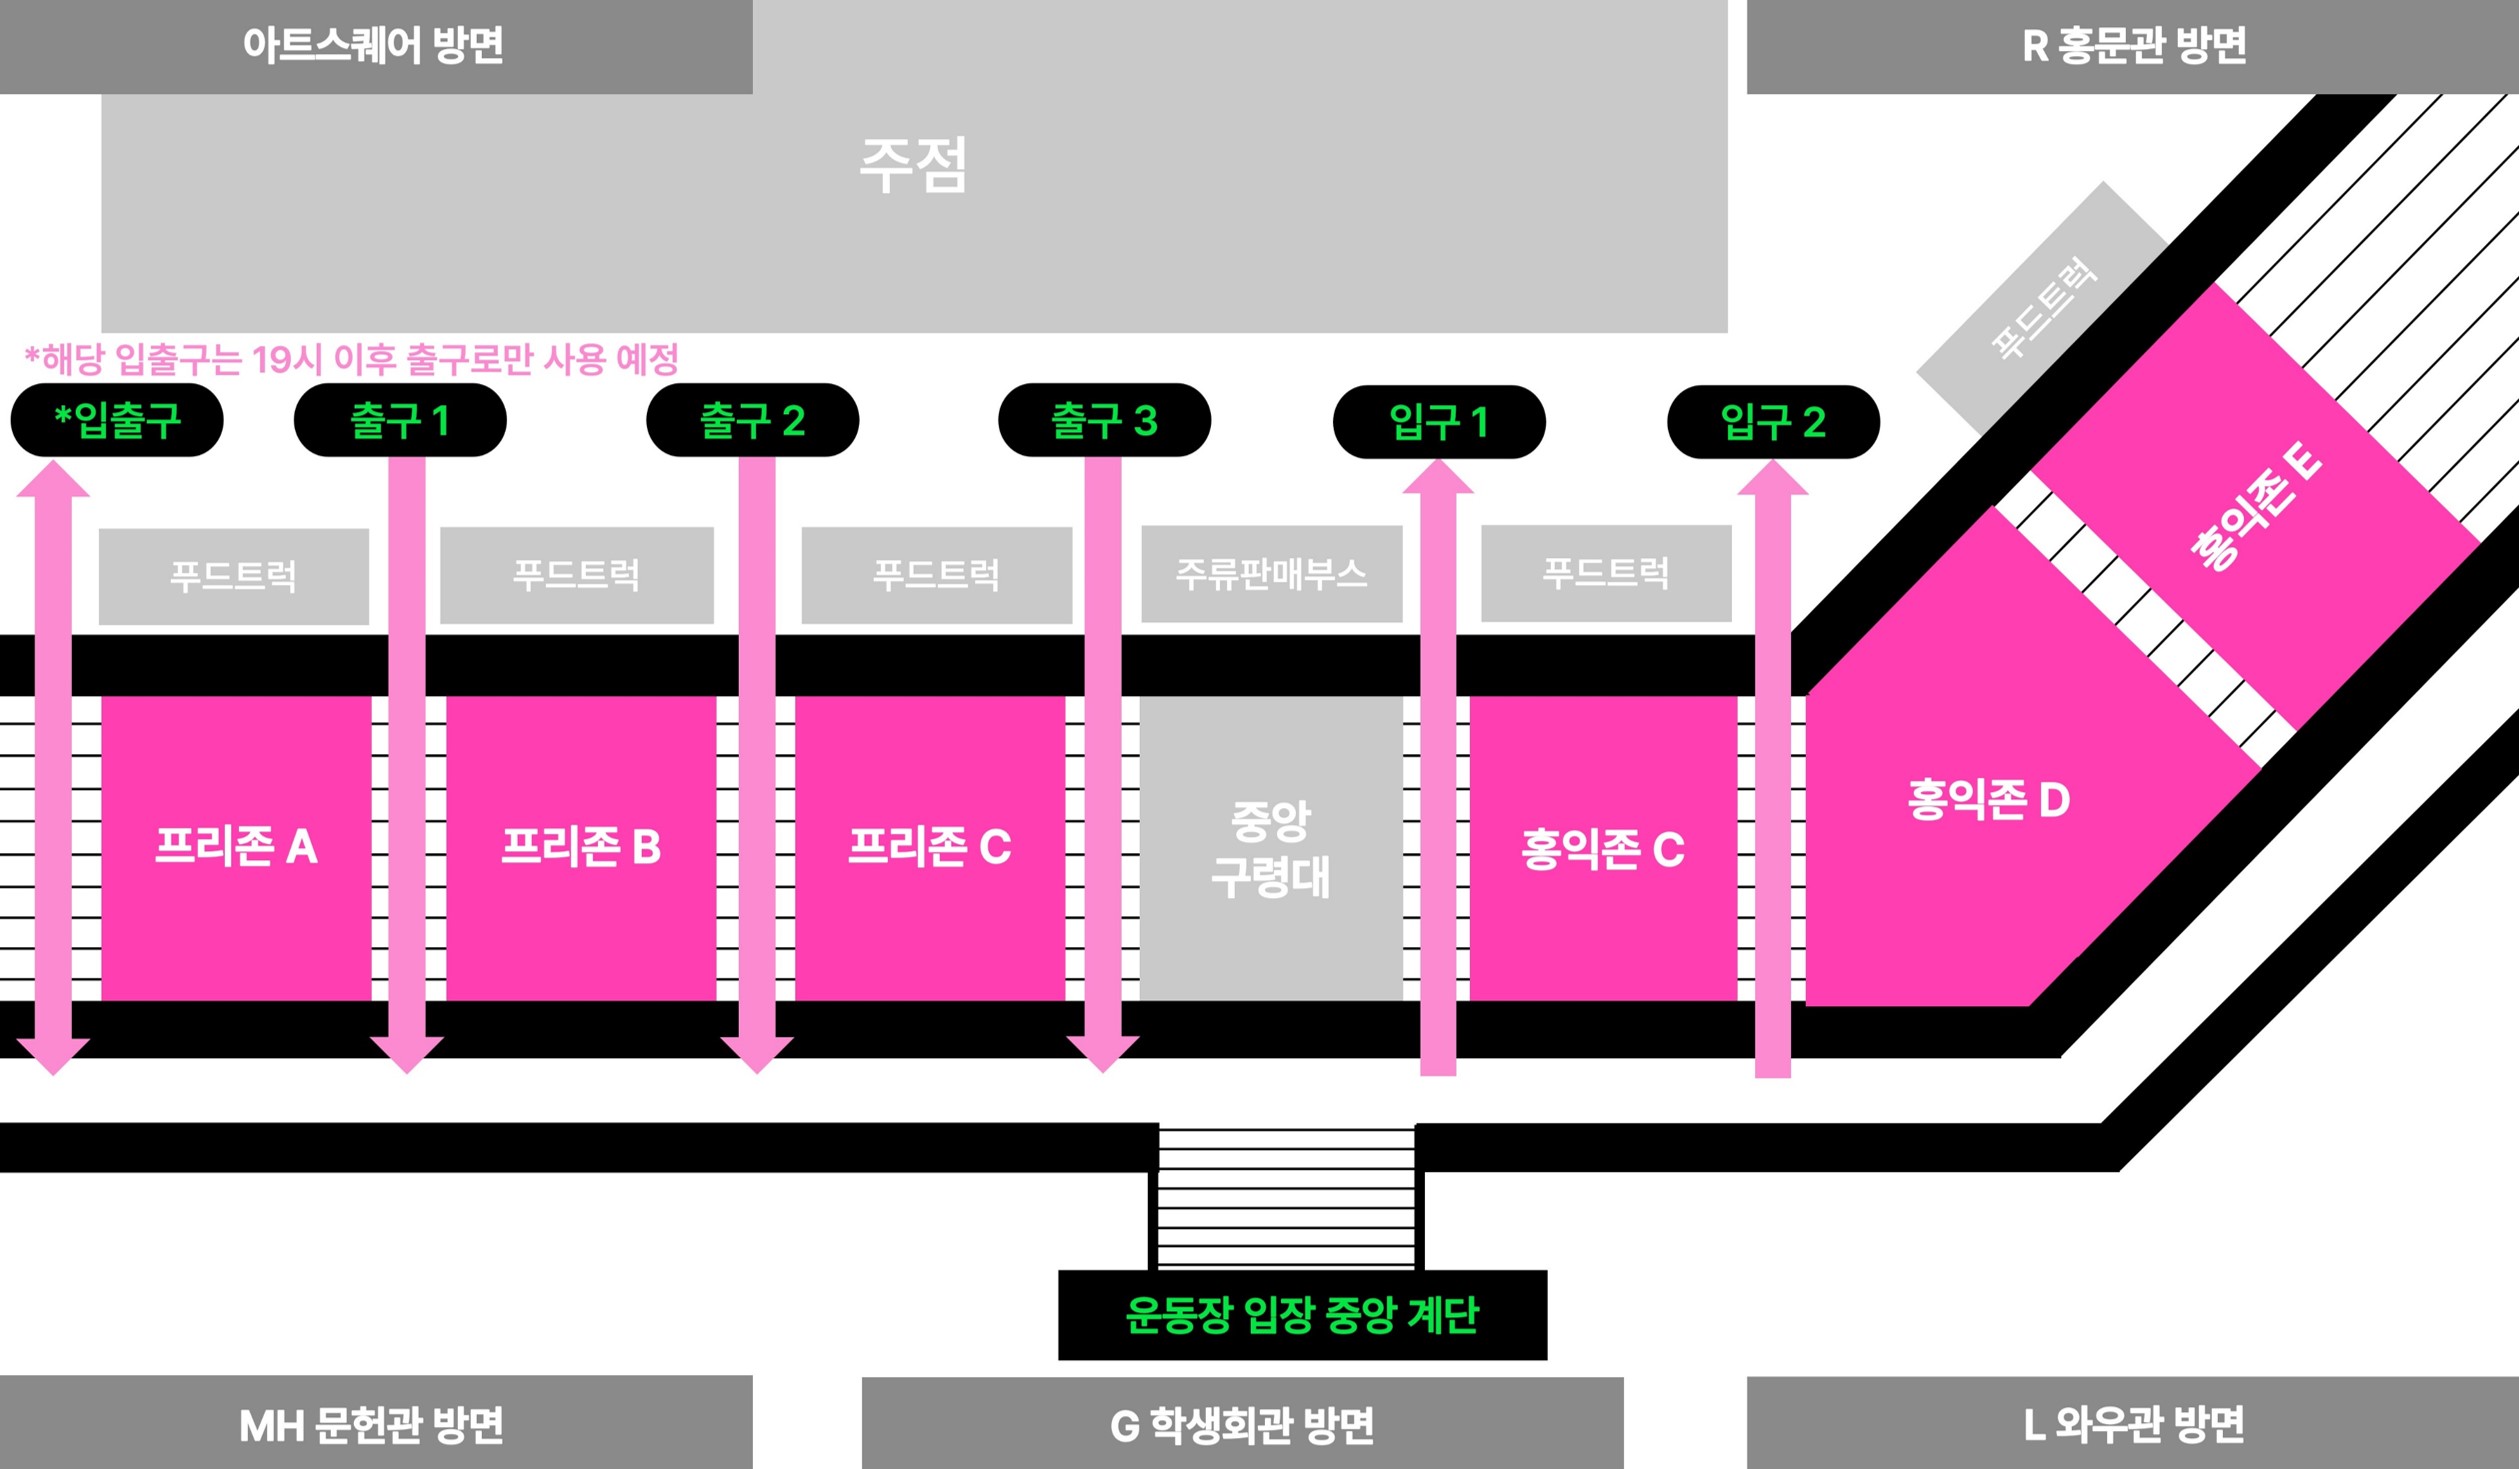 아트스퀘어 방면
R 홍문관 방면
주점
푸드트럭
*해당 입출구는 19시 이후 출구로만 사용 예정
*입출구
출구 1
출구 2
출구 3
입구 1
입구 2
홍익존 E
푸드트럭
푸드트럭
푸드트럭
주류판매부스
푸드트럭
프리존 A
프리존 B
프리존 C
중앙
구령대
홍익존 C
홍익존 D
운동장 입장 중앙 계단
MH 문헌관 방면
G 학생회관 방면
L 와우관 방면